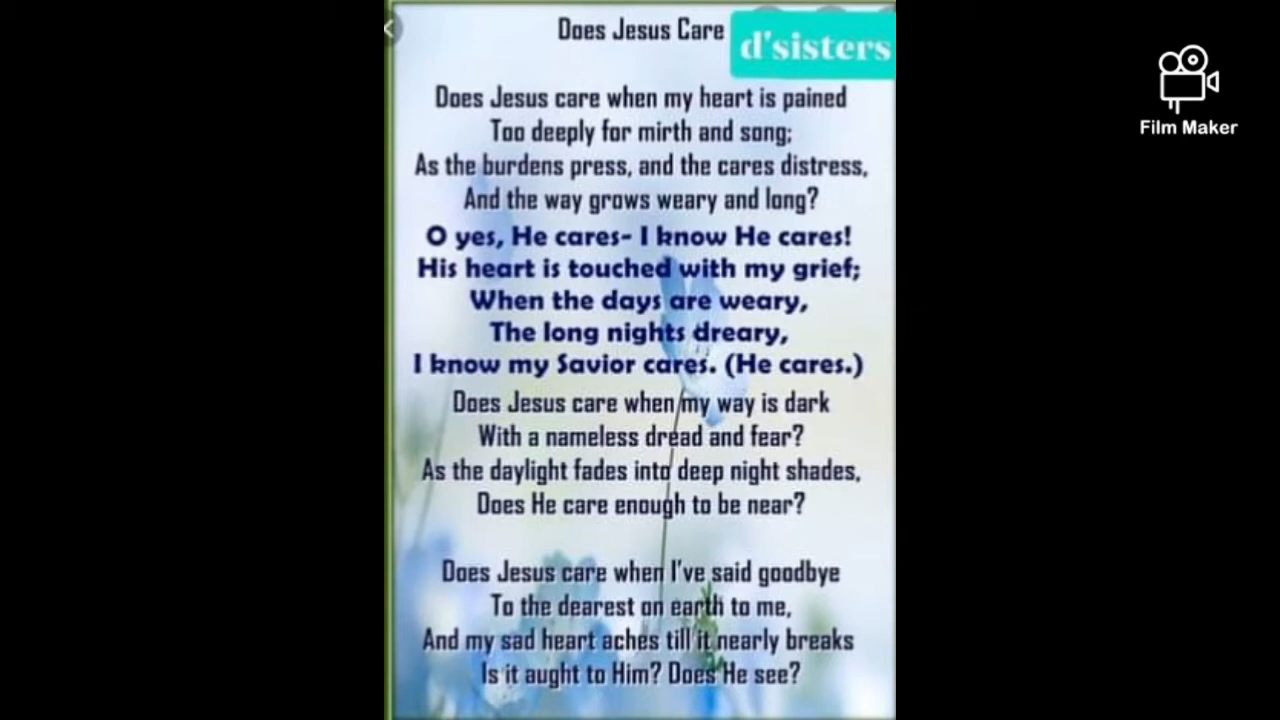 Does Jesus Care
d'sisters
Film Maker
Does Jesus care when my heart is pained
Too deeply for mirth and song;
As the burdens press, and the cares distress,
And the way grows weary and long?
O yes, He cares- I know He cares!
His heart is touched with my grief;
When the days are weary,
The long nights dreary,
I know my Savior cares. (He cares.)
Does Jesus care when my way is dark
With a nameless dread and fear?
As the daylight fades into deep night shades,
Does He care enough to be near?
Does Jesus care when I've said goodbye
To the dearest on earth to me,
And my sad heart aches till it nearly breaks
Is it aught to Him? Does He see?